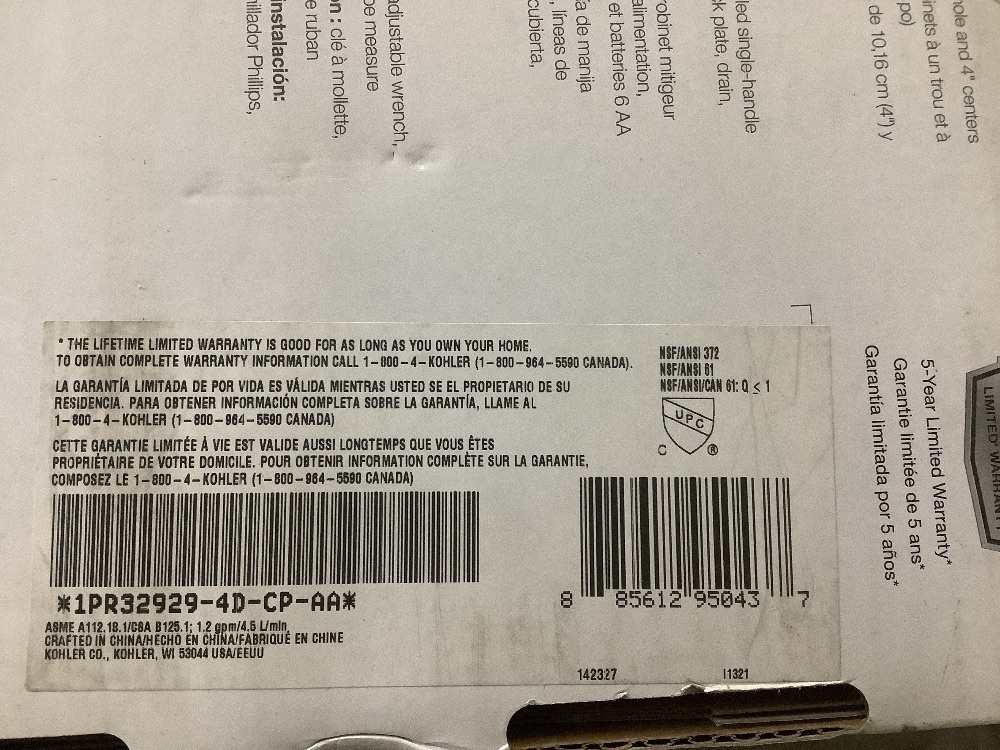 nole and 4" centers
inets à un trou et à
po)
de 10,16 cm (4") y
led single-handle
k plate, drain,
robinet mitigeur
alimentation,
et batteries 6 AA
ía de manija
, líneas de
cubierta,
adjustable wrench,
pe measure
on : clé à mollette,
e ruban
nstalación:
nillador Phillips,
LIMITED WARRANT
5-Year Limited Warranty*
Garantie limitée de 5 ans*
Garantía limitada por 5 años*
* THE LIFETIME LIMITED WARRANTY IS GOOD FOR AS LONG AS YOU OWN YOUR HOME.
TO OBTAIN COMPLETE WARRANTY INFORMATION CALL 1-800-4-KOHLER (1-800-964-5590 CANADA).
LA GARANTÍA LIMITADA DE POR VIDA ES VÁLIDA MIENTRAS USTED SE EL PROPIETARIO DE SU
RESIDENCIA. PARA OBTENER INFORMACIÓN COMPLETA SOBRE LA GARANTÍA, LLAME AL
1-800-4-KOHLER (1-800-964-5590 CANADA)
CETTE GARANTIE LIMITÉE À VIE EST VALIDE AUSSI LONGTEMPS QUE VOUS ÊTES
PROPRIÉTAIRE DE VOTRE DOMICILE. POUR OBTENIR INFORMATION COMPLÈTE SUR LA GARANTIE,
COMPOSEZ LE 1-800-4-KOHLER (1-800-964-5590 CANADA)
NSF/ANSI 372
NSF/ANSI 61
NSF/ANSI/CAN 61: Q ≤ 1
UPC
C ®
*1PR32929-4D-CP-AA*
ASME A112.18.1/CSA B125.1; 1.2 gpm/4.5 L/min
CRAFTED IN CHINA/HECHO EN CHINA/FABRIQUÉ EN CHINE
KOHLER CO., KOHLER, WI 53044 USA/EEUU
8 85612 95043 7
142327 I1321